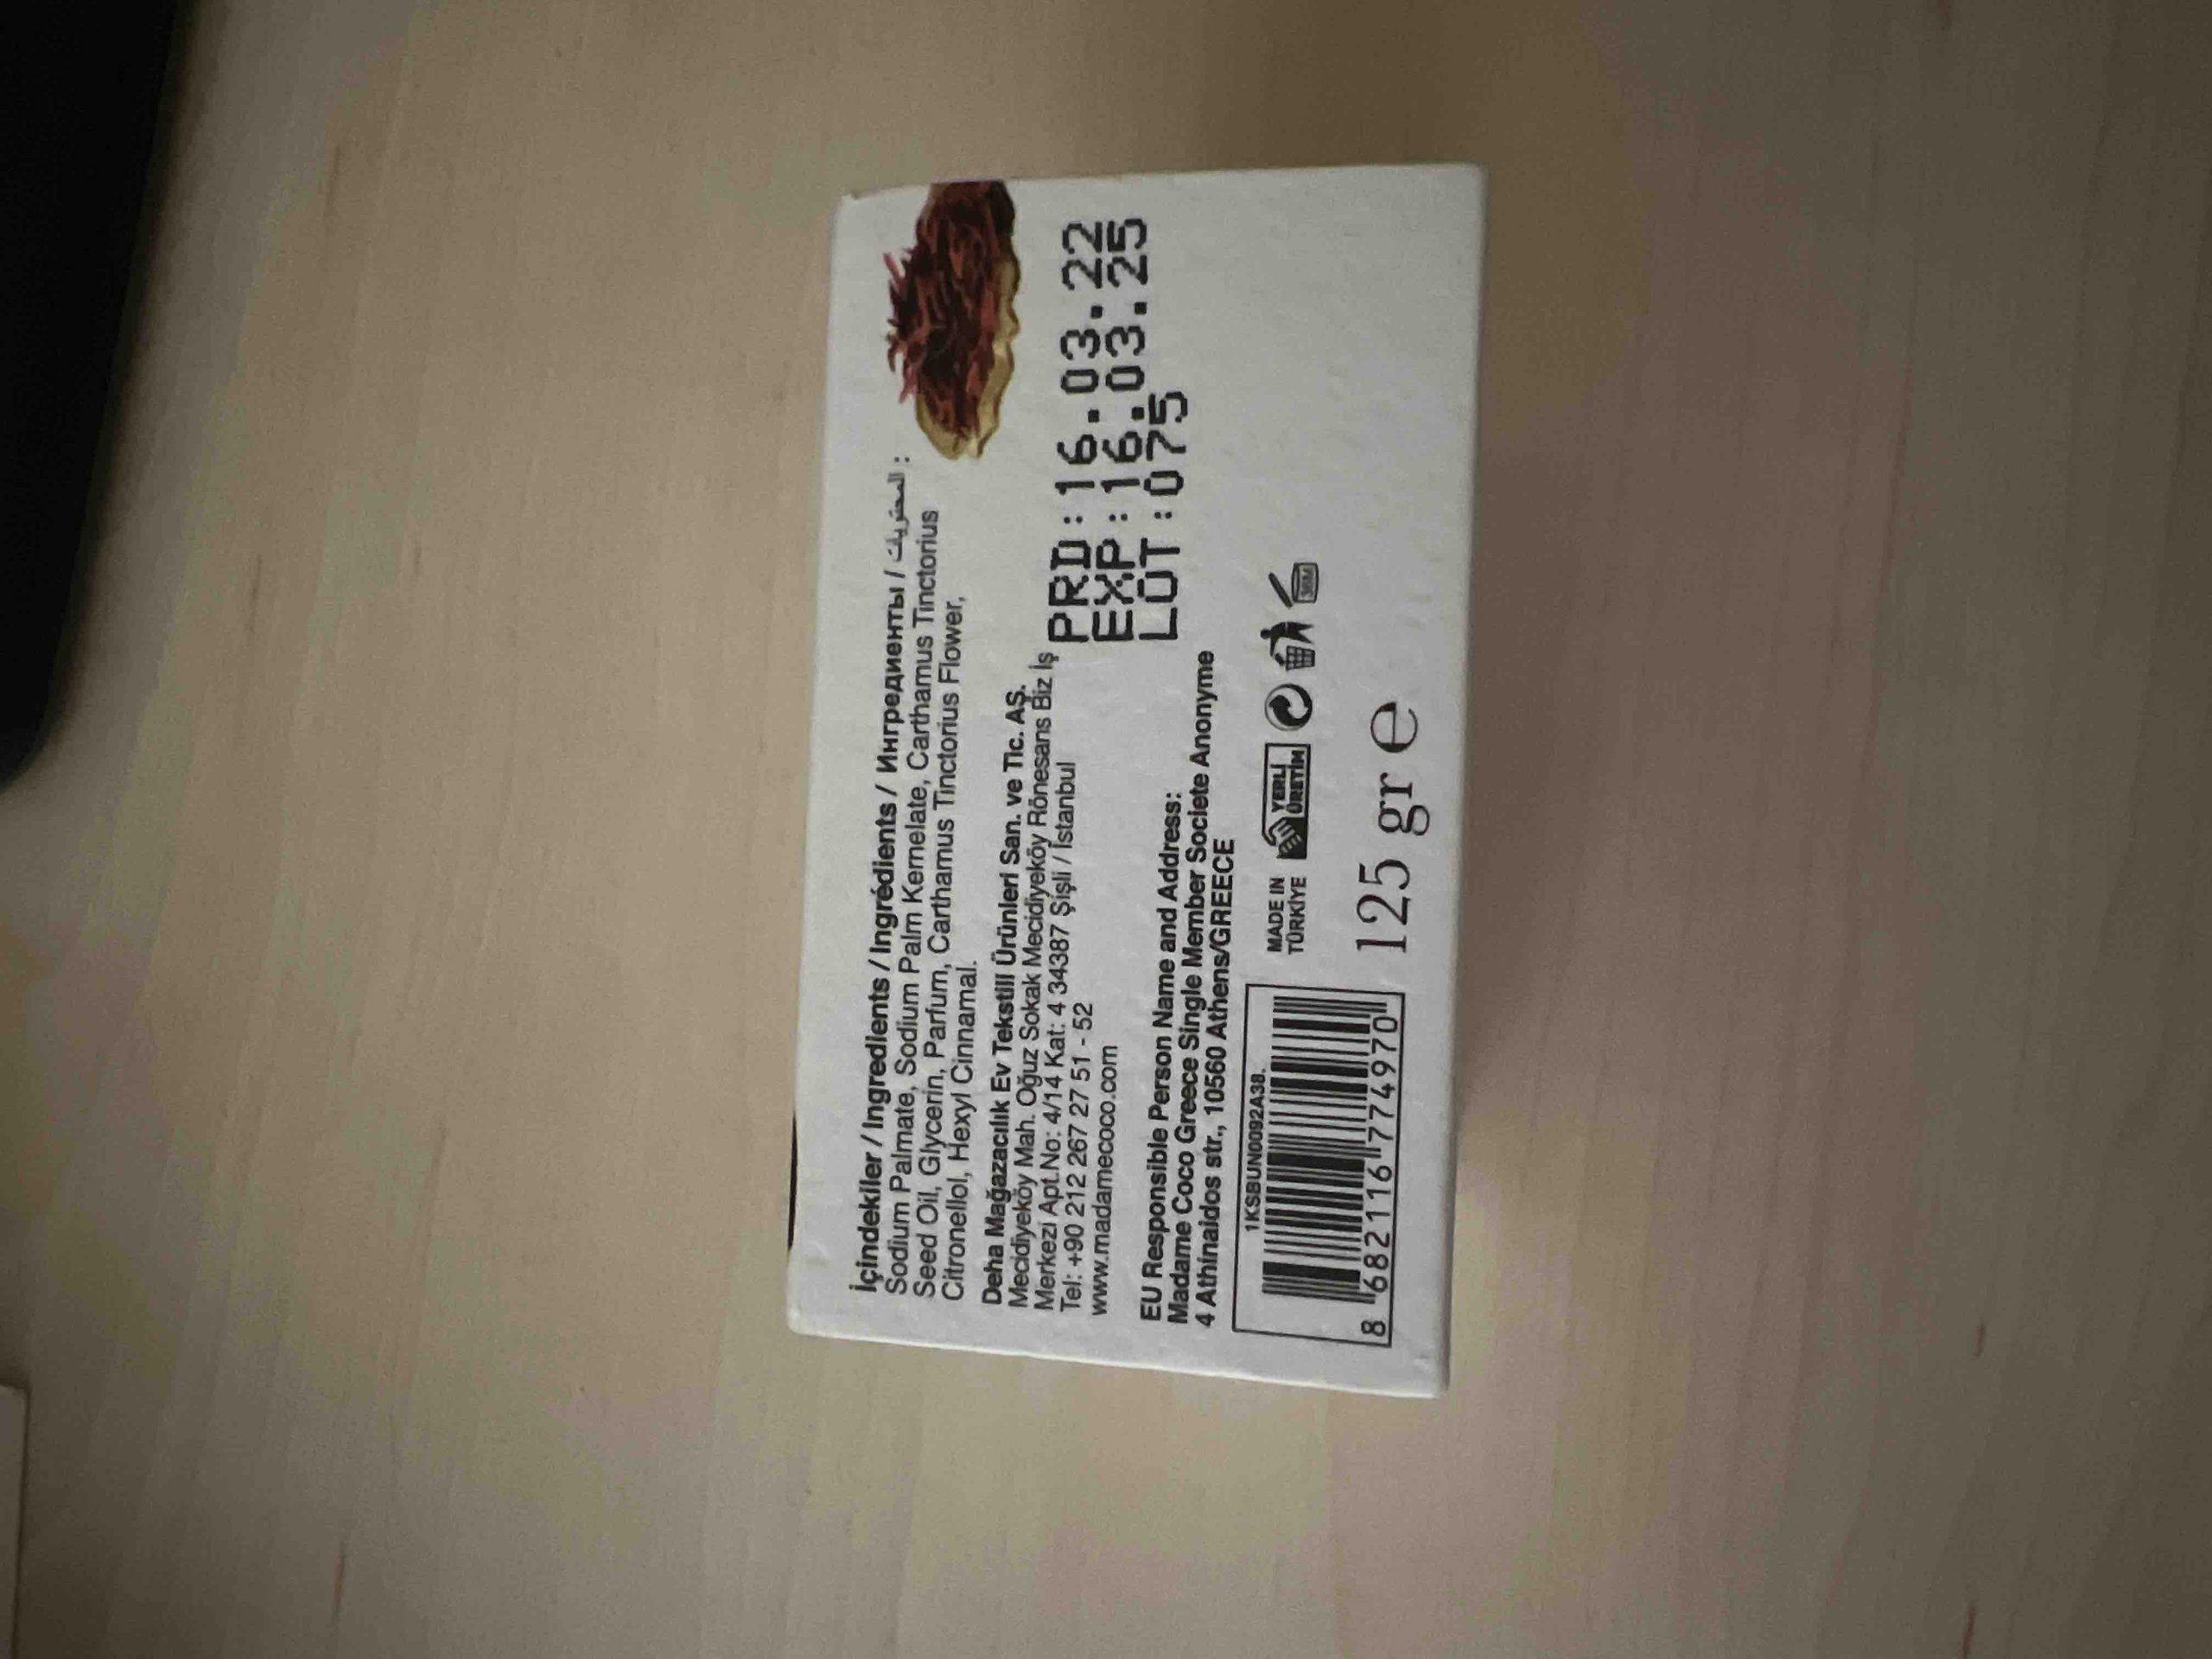 İçindekiler / Ingredients / Ingrédients / Ингредиенты / المحتويات :
Sodium Palmate, Sodium Palm Kernelate, Carthamus Tinctorius
Seed Oil, Glycerin, Parfum, Carthamus Tinctorius Flower,
Citronellol, Hexyl Cinnamal.
Deha Mağazacılık Ev Tekstili Ürünleri San. ve Tic. AŞ.
Mecidiyeköy Mah. Oğuz Sokak Mecidiyeköy Rönesans Biz İş
Merkezi Apt.No: 4/14 Kat: 4 34387 Şişli / İstanbul
Tel: +90 212 267 27 51 - 52
www.madamecoco.com
PRD: 16.03.22
EXP: 16.03.25
LOT: 075
EU Responsible Person Name and Address:
Madame Coco Greece Single Member Societe Anonyme
4 Athinaidos str., 10560 Athens/GREECE
1KSBUN0092A38.
8 682116 774970
MADE IN
TÜRKİYE
YERLİ
ÜRETİM
36M
125 gr e